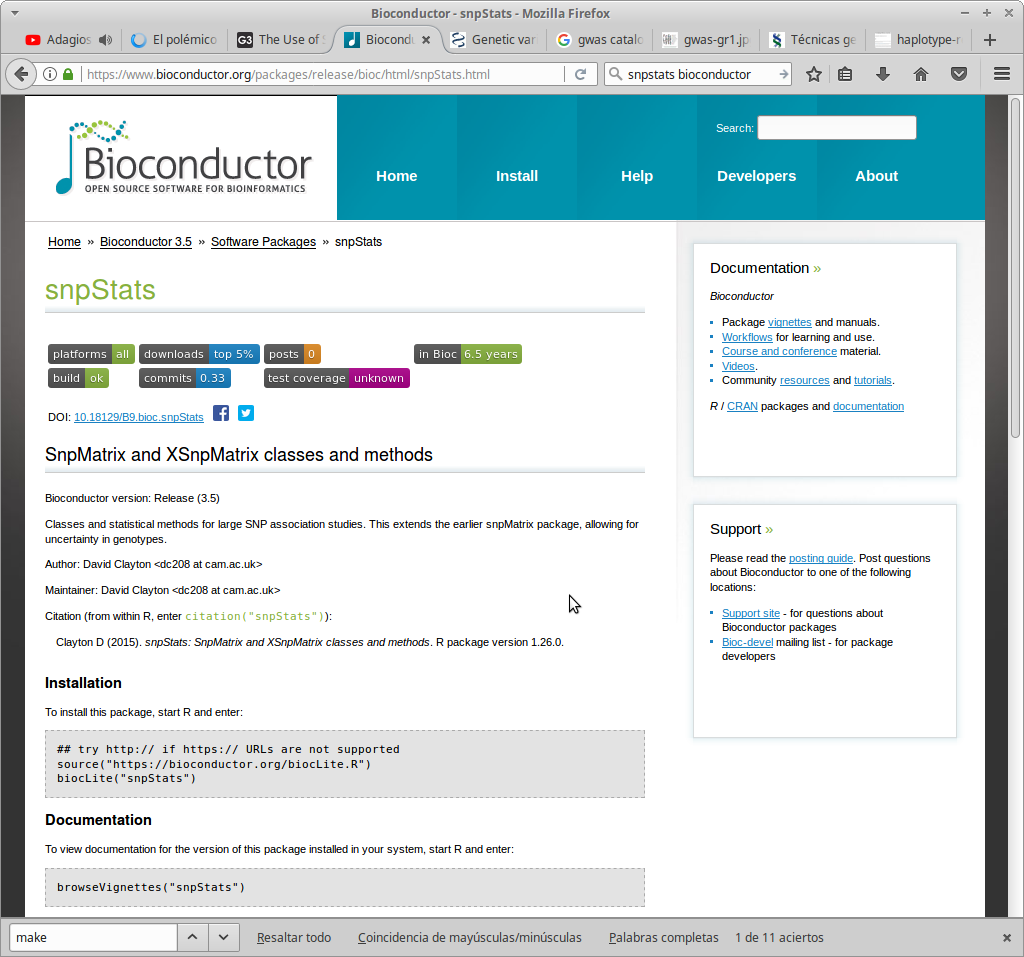 Bioconductor - snpStats - Mozilla Firefox
Adagios
El polémico
G3 The Use of S
Biocond
Genetic var
gwas catalo
gwas-gr1.jp
Técnicas ge
haplotype-r
https://www.bioconductor.org/packages/release/bioc/html/snpStats.html
snpstats bioconductor
Bioconductor
OPEN SOURCE SOFTWARE FOR BIOINFORMATICS
Search:
Home Install Help Developers About
Home » Bioconductor 3.5 » Software Packages » snpStats
snpStats
platforms all downloads top 5% posts 0 in Bioc 6.5 years
build ok commits 0.33 test coverage unknown
DOI: 10.18129/B9.bioc.snpStats
SnpMatrix and XSnpMatrix classes and methods
Bioconductor version: Release (3.5)
Classes and statistical methods for large SNP association studies. This extends the earlier snpMatrix package, allowing for
uncertainty in genotypes.
Author: David Clayton <dc208 at cam.ac.uk>
Maintainer: David Clayton <dc208 at cam.ac.uk>
Citation (from within R, enter citation("snpStats")):
Clayton D (2015). snpStats: SnpMatrix and XSnpMatrix classes and methods. R package version 1.26.0.
Installation
To install this package, start R and enter:
## try http:// if https:// URLs are not supported
source("https://bioconductor.org/biocLite.R")
biocLite("snpStats")
Documentation
To view documentation for the version of this package installed in your system, start R and enter:
browseVignettes("snpStats")
Documentation »
Bioconductor
Package vignettes and manuals.
Workflows for learning and use.
Course and conference material.
Videos.
Community resources and tutorials.
R / CRAN packages and documentation
Support »
Please read the posting guide. Post questions
about Bioconductor to one of the following
locations:
Support site - for questions about
Bioconductor packages
Bioc-devel mailing list - for package
developers
make
Resaltar todo
Coincidencia de mayúsculas/minúsculas
Palabras completas
1 de 11 aciertos